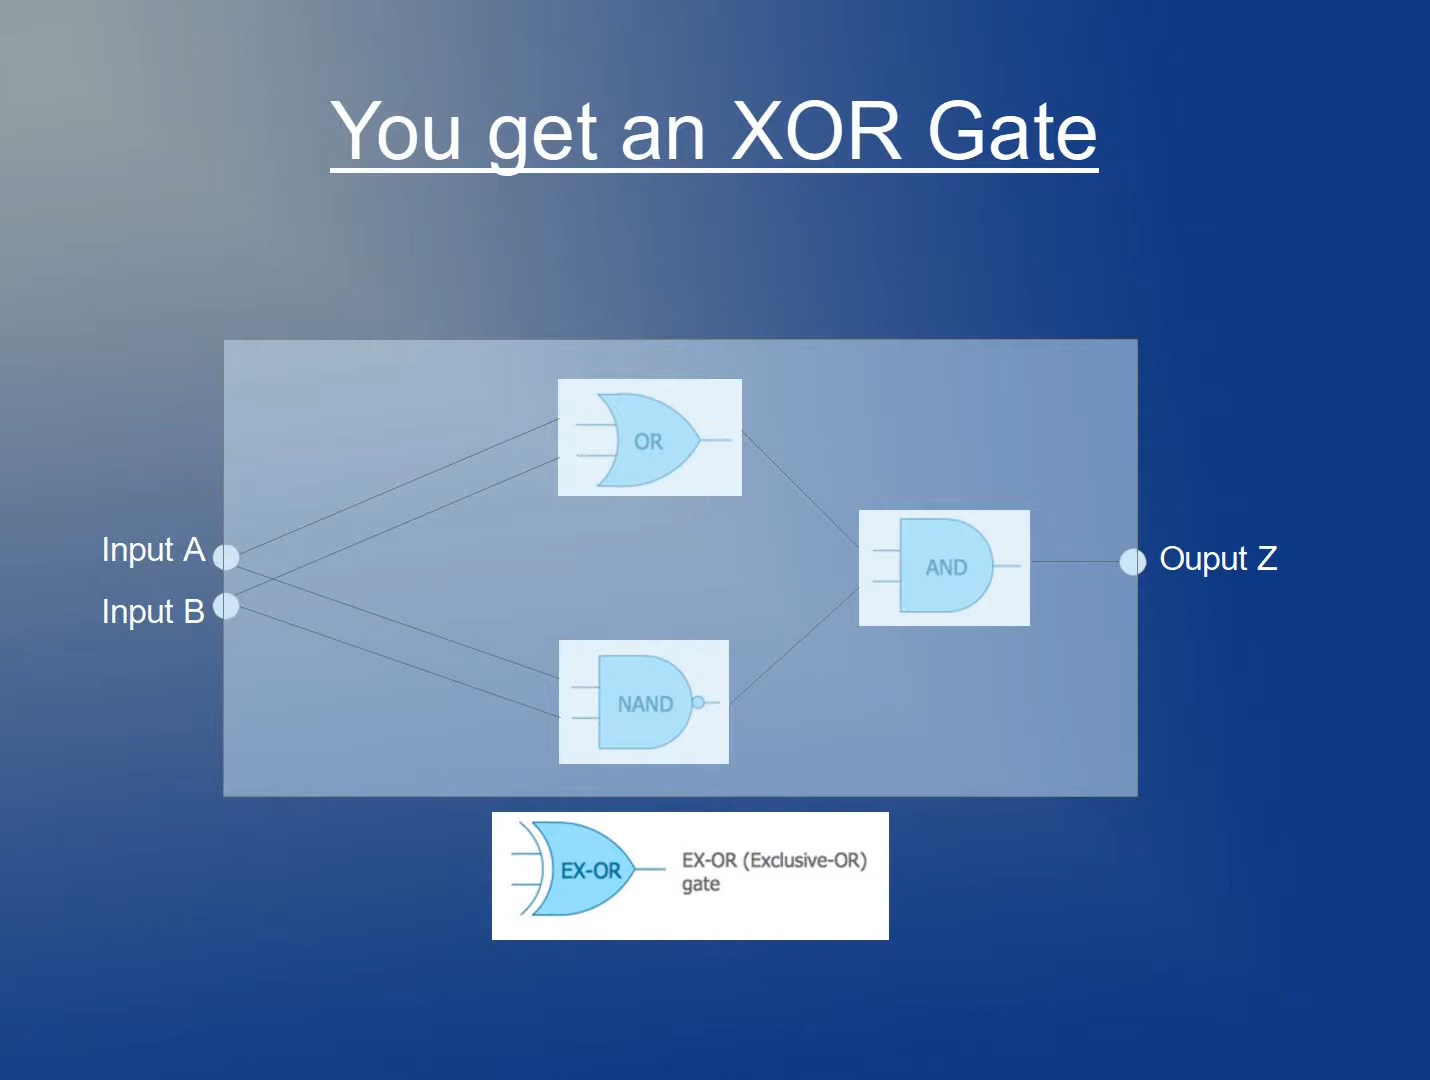 You get an XOR Gate
OR
Input A
AND
Ouput Z
Input B
NAND
EX-OR
EX-OR (Exclusive-OR)
gate